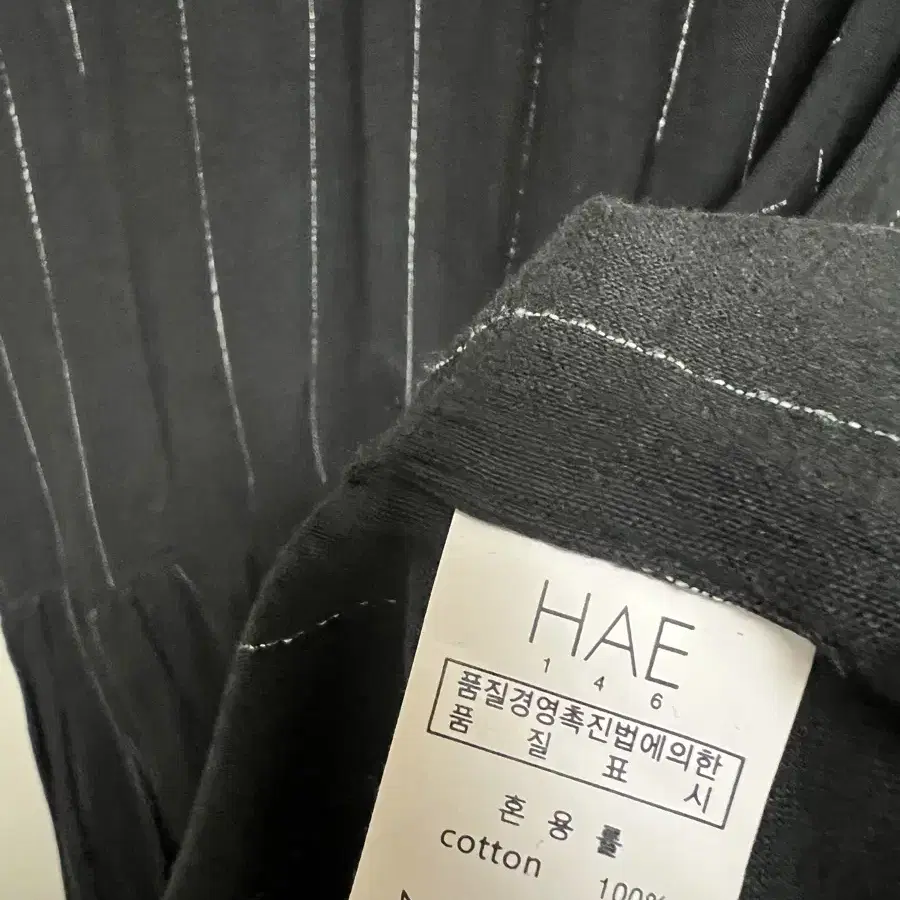 HAE
1 4 6
품질경영촉진법에의한
품 질 표 시
혼 용 률
cotton 100%